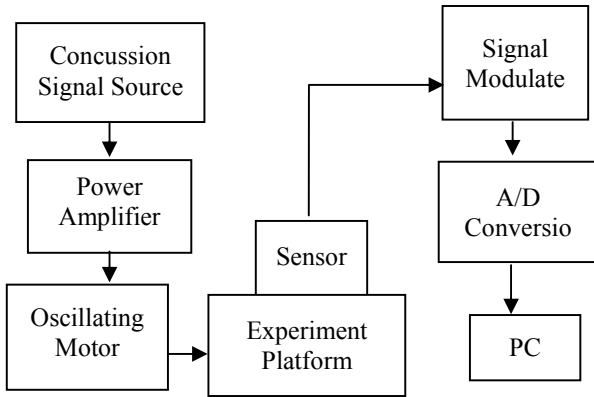 Concussion
Signal Source
Power
Amplifier
Oscillating
Motor
Sensor
Experiment
Platform
Signal
Modulate
A/D
Conversio
PC